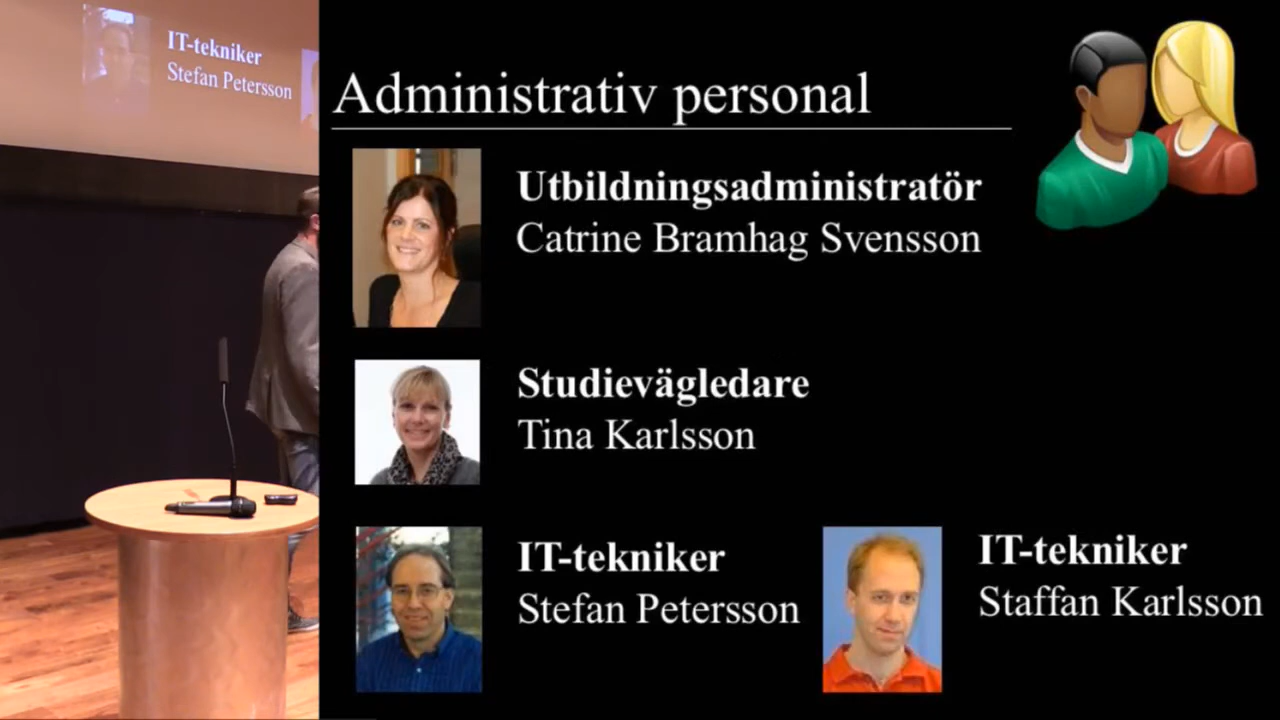 IT-tekniker
Stefan Petersson
Administrativ personal
Utbildningsadministratör
Catrine Bramhag Svensson
Studievägledare
Tina Karlsson
IT-tekniker
Stefan Petersson
IT-tekniker
Staffan Karlsson